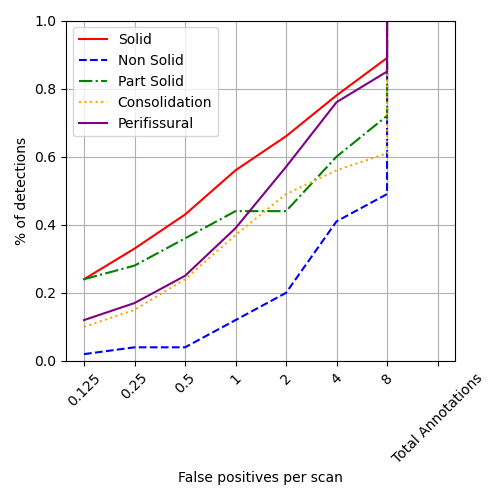 1.0
0.8
0.6
0.4
0.2
0.0
% of detections
Solid
Non Solid
Part Solid
Consolidation
Perifissural
0.125
0.25
0.5
1
2
4
8
Total Annotations
False positives per scan